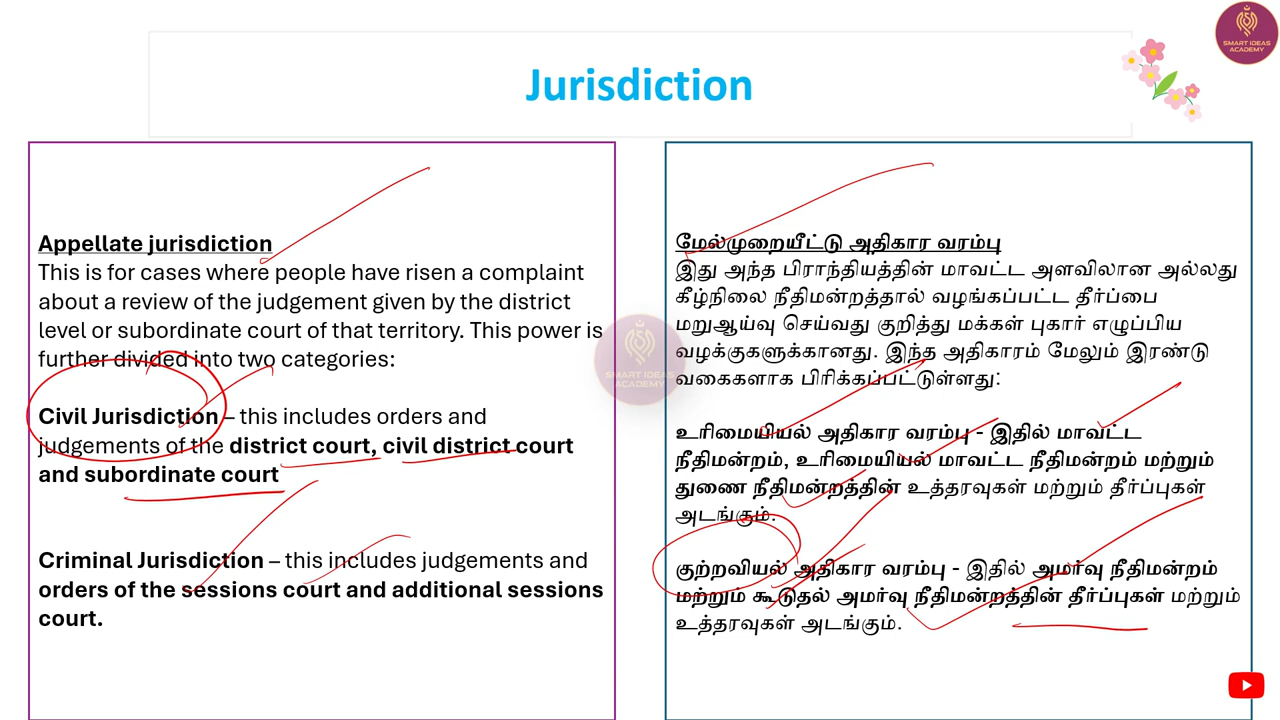 SMART IDEAS
ACADEMY
Jurisdiction
Appellate jurisdiction
This is for cases where people have risen a complaint
about a review of the judgement given by the district
level or subordinate court of that territory. This power is
further divided into two categories:
Civil Jurisdiction – this includes orders and
judgements of the district court, civil district court
and subordinate court
Criminal Jurisdiction – this includes judgements and
orders of the sessions court and additional sessions
court.
மேல்முறையீட்டு அதிகார வரம்பு
இது அந்த பிராந்தியத்தின் மாவட்ட அளவிலான அல்லது
கீழ்நிலை நீதிமன்றத்தால் வழங்கப்பட்ட தீர்ப்பை
மறுஆய்வு செய்வது குறித்து மக்கள் புகார் எழுப்பிய
வழக்குகளுக்கானது. இந்த அதிகாரம் மேலும் இரண்டு
வகைகளாக பிரிக்கப்பட்டுள்ளது:
உரிமையியல் அதிகார வரம்பு - இதில் மாவட்ட
நீதிமன்றம், உரிமையியல் மாவட்ட நீதிமன்றம் மற்றும்
துணை நீதிமன்றத்தின் உத்தரவுகள் மற்றும் தீர்ப்புகள்
அடங்கும்.
குற்றவியல் அதிகார வரம்பு - இதில் அமர்வு நீதிமன்றம்
மற்றும் கூடுதல் அமர்வு நீதிமன்றத்தின் தீர்ப்புகள் மற்றும்
உத்தரவுகள் அடங்கும்.
SMART IDEAS
ACADEMY